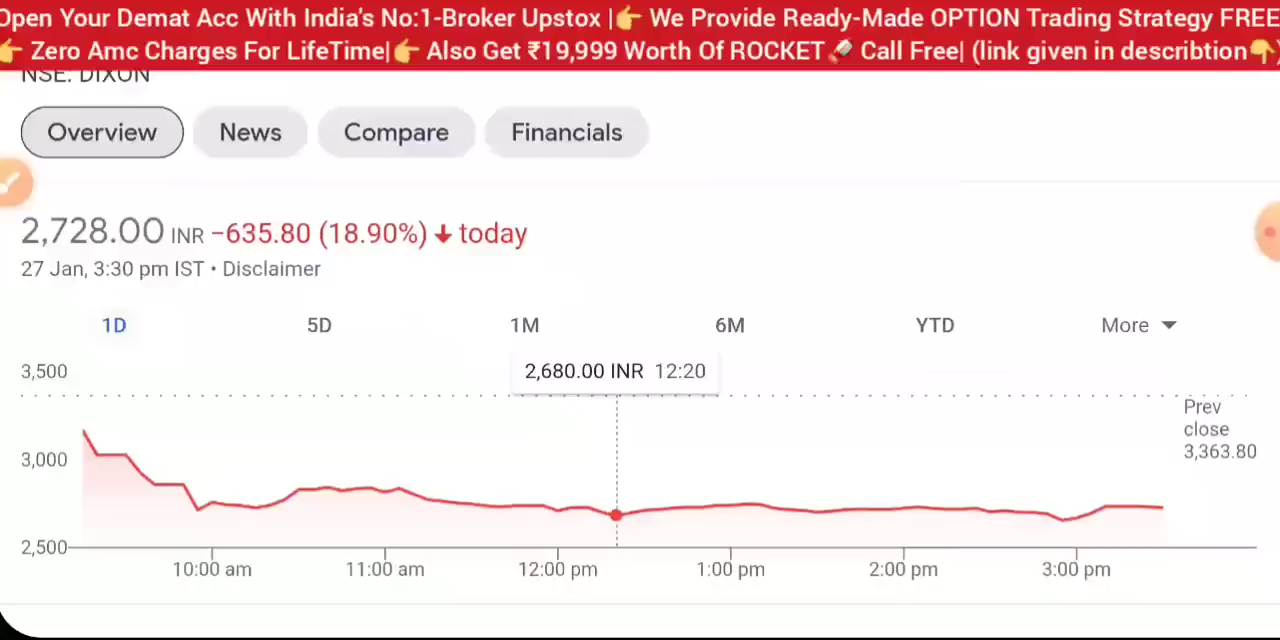 Open Your Demat Acc With India's No:1-Broker Upstox |👉 We Provide Ready-Made OPTION Trading Strategy FREE
👉 Zero Amc Charges For LifeTime|👉 Also Get ₹19,999 Worth Of ROCKET🚀 Call Free| (link given in describtion👇)
NSE: DIXON
Overview News Compare Financials
2,728.00 INR −635.80 (18.90%) ↓ today
27 Jan, 3:30 pm IST • Disclaimer
1D 5D 1M 6M YTD More
2,680.00 INR 12:20
3,500
Prev
close
3,363.80
3,000
2,500
10:00 am 11:00 am 12:00 pm 1:00 pm 2:00 pm 3:00 pm